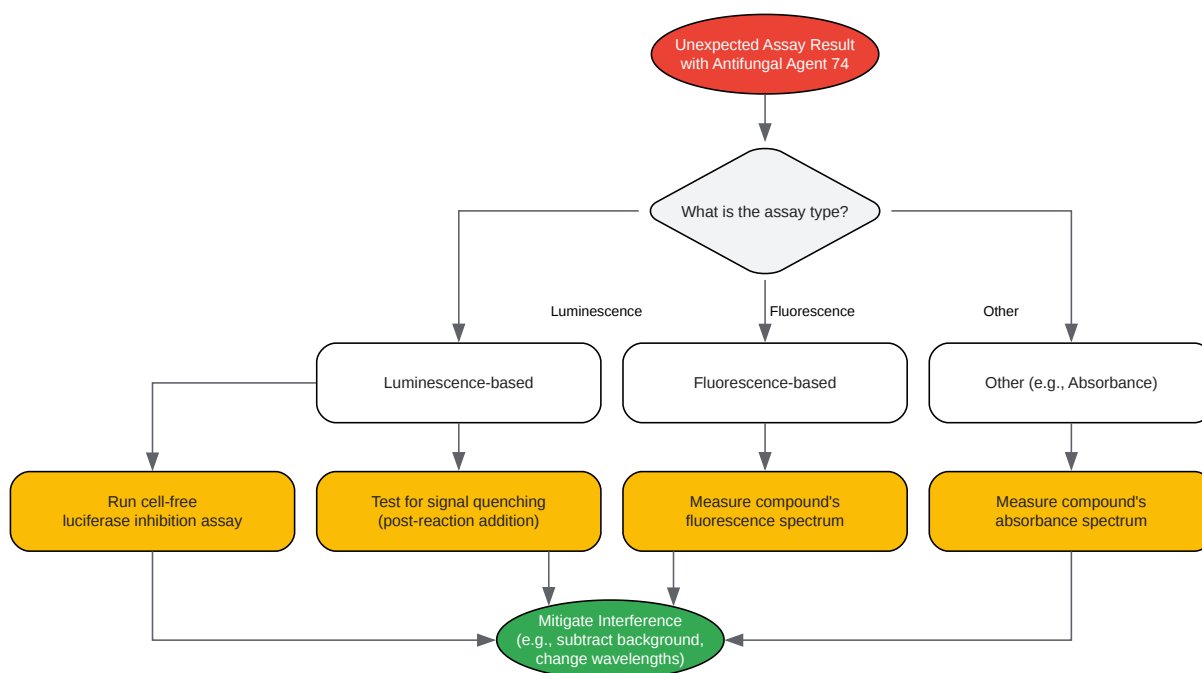 Unexpected Assay Result
with Antifungal Agent 74
What is the assay type?
Luminescence
Fluorescence
Other
Luminescence-based
Fluorescence-based
Other (e.g., Absorbance)
Run cell-free
luciferase inhibition assay
Test for signal quenching
(post-reaction addition)
Measure compound's
fluorescence spectrum
Measure compound's
absorbance spectrum
Mitigate Interference
(e.g., subtract background,
change wavelengths)